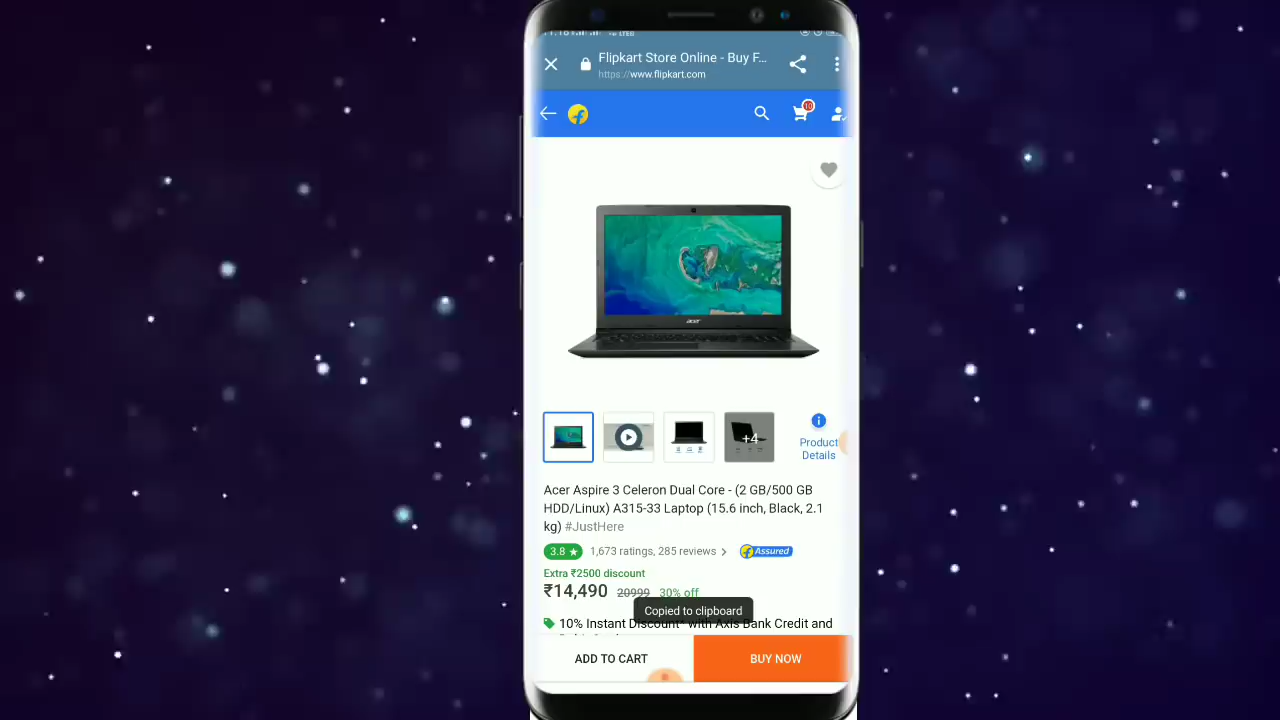 Flipkart Store Online - Buy F...
https://www.flipkart.com
10
acer
+4
Product
Details
Acer Aspire 3 Celeron Dual Core - (2 GB/500 GB
HDD/Linux) A315-33 Laptop (15.6 inch, Black, 2.1
kg) #JustHere
3.8 ★ 1,673 ratings, 285 reviews Assured
Extra ₹2500 discount
₹14,490 20999 30% off
Copied to clipboard
10% Instant Discount* with Axis Bank Credit and
ADD TO CART BUY NOW